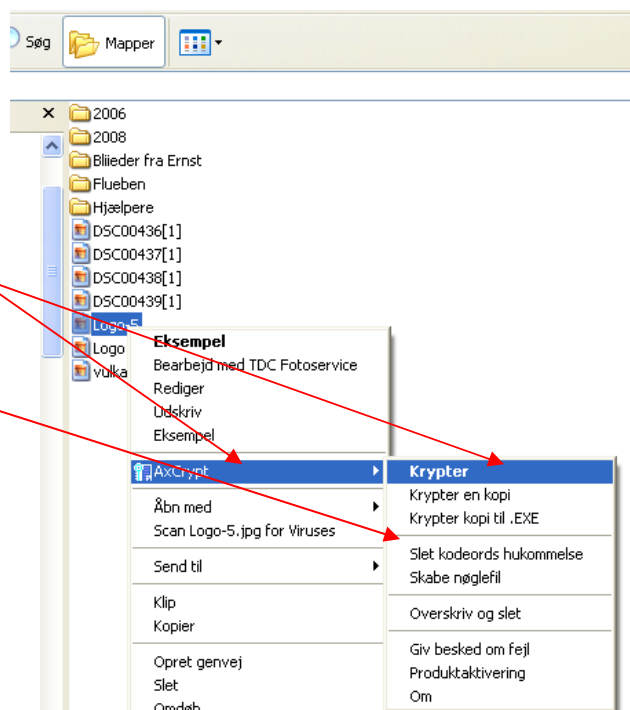 Søg
Mapper
2006
2008
Bliieder fra Ernst
Flueben
Hjælpere
DSC00436[1]
DSC00437[1]
DSC00438[1]
DSC00439[1]
Logo-5
Logo
vulka
Eksempel
Bearbejd med TDC Fotoservice
Rediger
Udskriv
Eksempel
AxCrypt
Åbn med
Scan Logo-5.jpg for Viruses
Send til
Klip
Kopier
Opret genvej
Slet
Omdøb
Krypter
Krypter en kopi
Krypter kopi til .EXE
Slet kodeords hukommelse
Skabe nøglefil
Overskriv og slet
Giv besked om fejl
Produktaktivering
Om